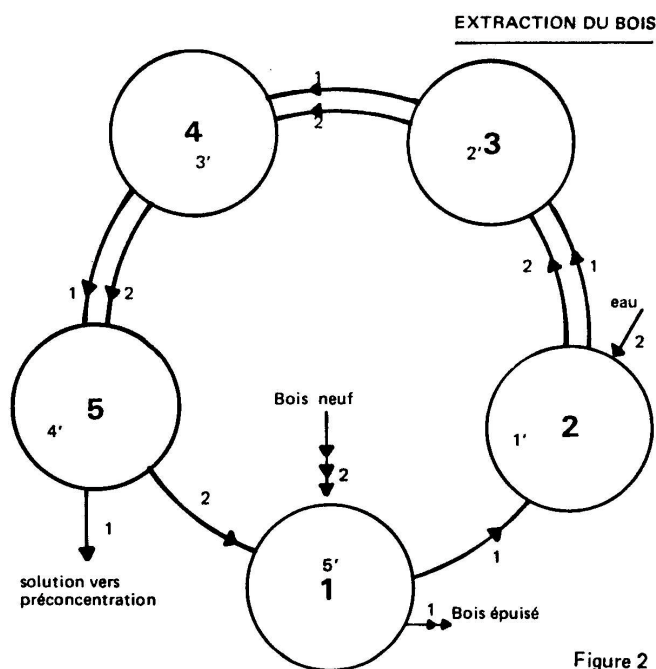 EXTRACTION DU BOIS
1
2
4
3'
2' 3
1
2
2
1
eau
2
5
4'
Bois neuf
2
1' 2
2
1
solution vers
préconcentration
5'
1
1
1
Bois épuisé
Figure 2